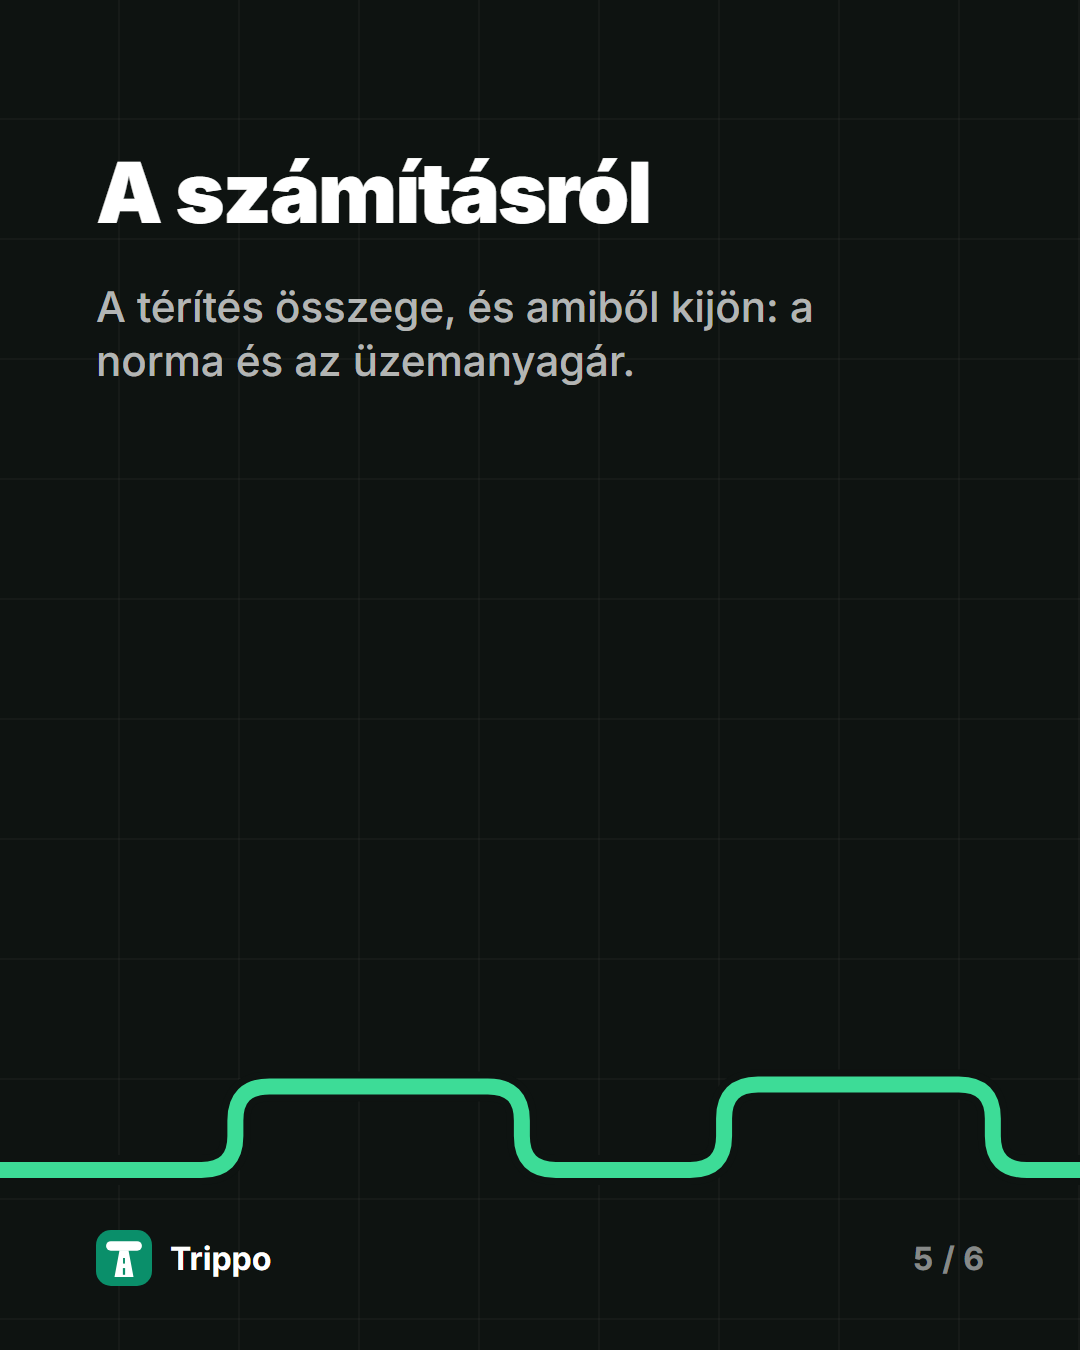 A számításról
A térítés összege, és amiből kijön: a
norma és az üzemanyagár.
Trippo
5 / 6